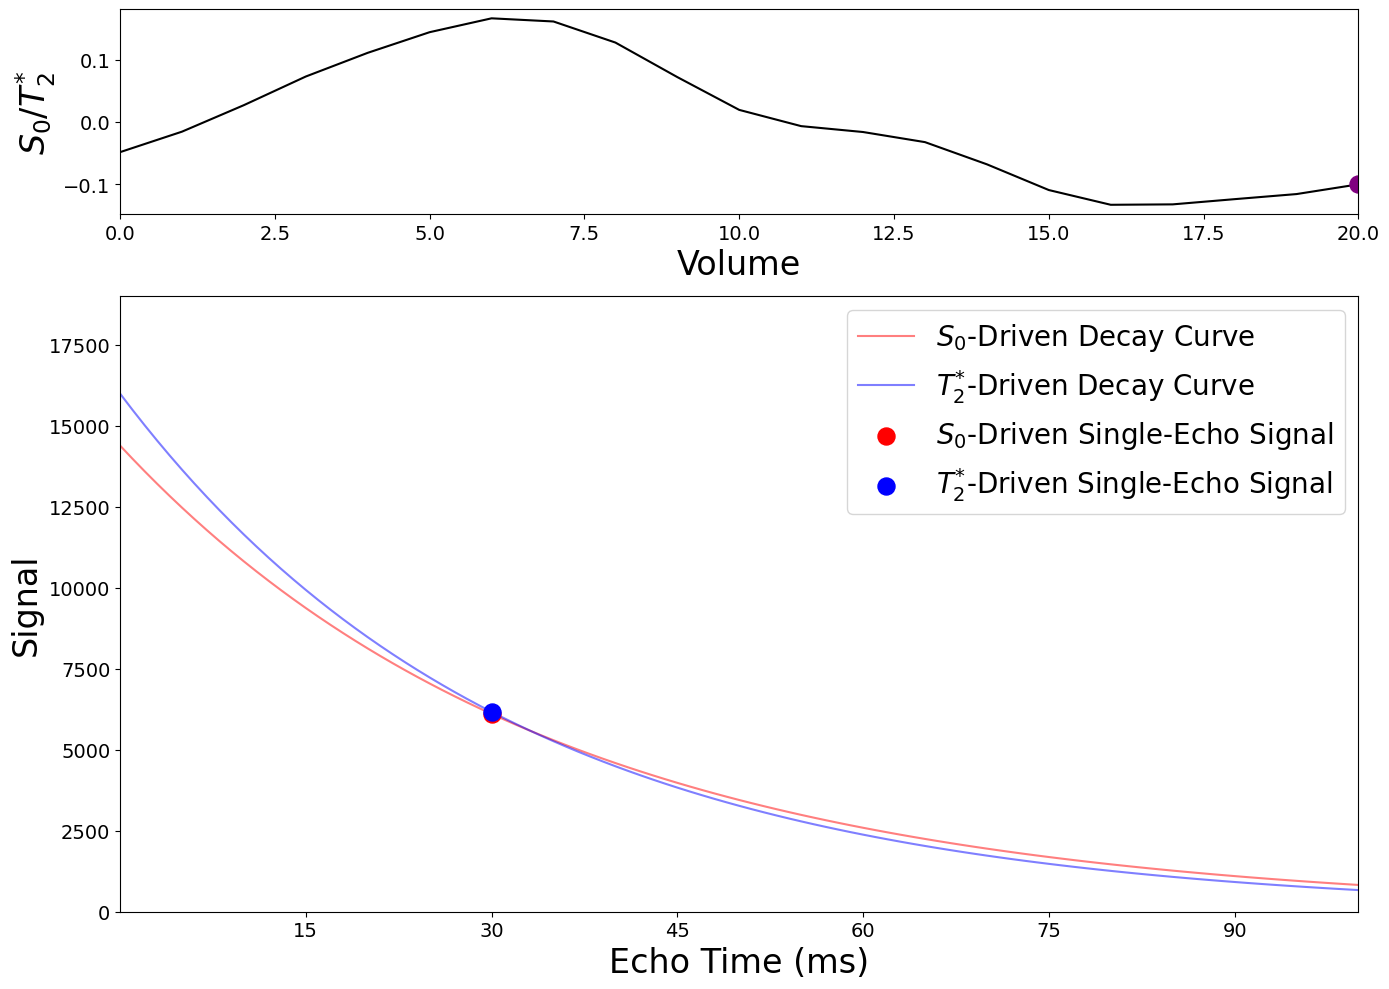 0.1
0.0
−0.1
S₀/T₂*
0.0 2.5 5.0 7.5 10.0 12.5 15.0 17.5 20.0
Volume
17500
15000
12500
10000
7500
5000
2500
0
Signal
S₀-Driven Decay Curve
T₂*-Driven Decay Curve
S₀-Driven Single-Echo Signal
T₂*-Driven Single-Echo Signal
15 30 45 60 75 90
Echo Time (ms)